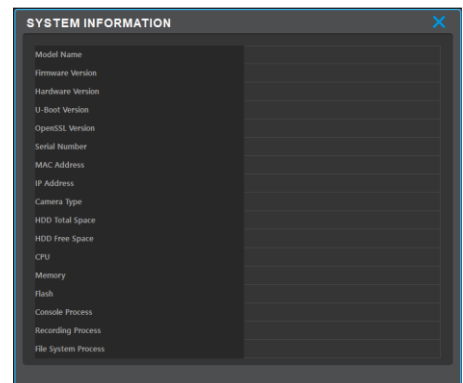 SYSTEM INFORMATION
Model Name
Firmware Version
Hardware Version
U-Boot Version
OpenSSL Version
Serial Number
MAC Address
IP Address
Camera Type
HDD Total Space
HDD Free Space
CPU
Memory
Flash
Console Process
Recording Process
File System Process